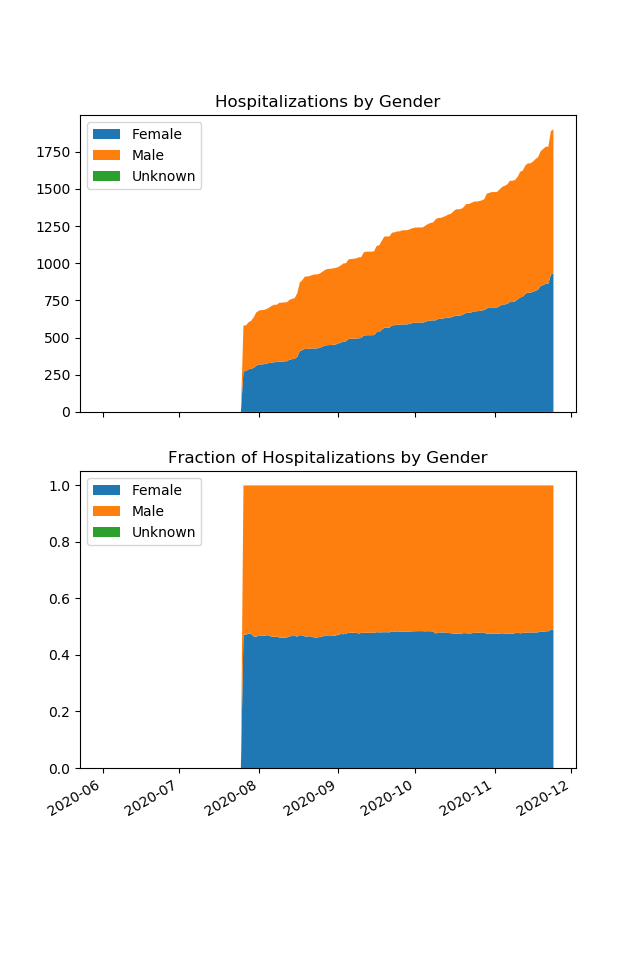 Hospitalizations by Gender
Female
Male
Unknown
1750
1500
1250
1000
750
500
250
0
Fraction of Hospitalizations by Gender
Female
Male
Unknown
1.0
0.8
0.6
0.4
0.2
0.0
2020-06
2020-07
2020-08
2020-09
2020-10
2020-11
2020-12